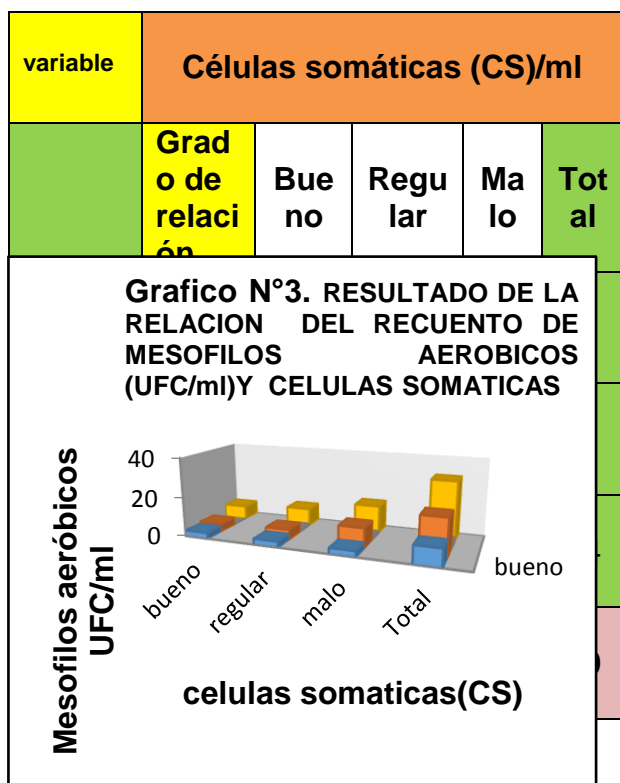 variable
Células somáticas (CS)/ml
Grad
o de
relaci
ón
Bue
no
Regu
lar
Ma
lo
Tot
al
Grafico N°3. RESULTADO DE LA
RELACION DEL RECUENTO DE
MESOFILOS AEROBICOS
(UFC/ml)Y CELULAS SOMATICAS
Mesofilos aeróbicos
UFC/ml
40
20
0
bueno
regular
malo
Total
bueno
celulas somaticas(CS)